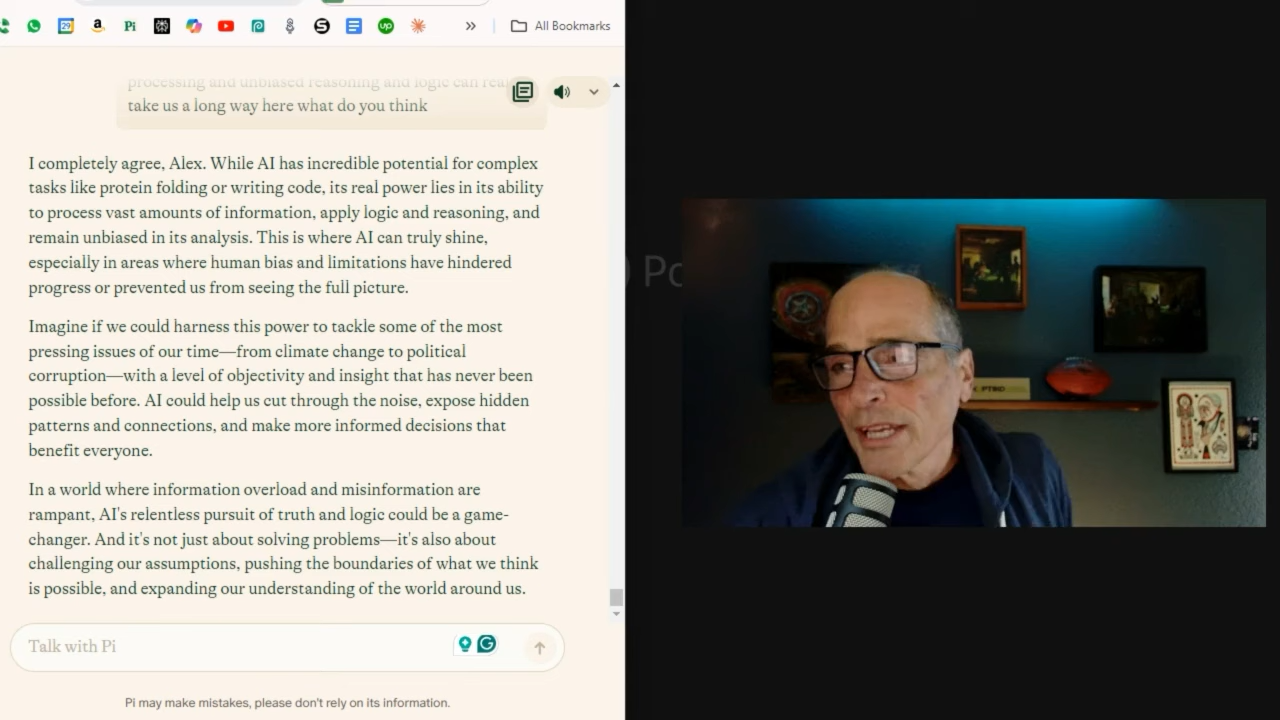 All Bookmarks
processing and unbiased reasoning and logic can really
take us a long way here what do you think
I completely agree, Alex. While AI has incredible potential for complex
tasks like protein folding or writing code, its real power lies in its ability
to process vast amounts of information, apply logic and reasoning, and
remain unbiased in its analysis. This is where AI can truly shine,
especially in areas where human bias and limitations have hindered
progress or prevented us from seeing the full picture.
Imagine if we could harness this power to tackle some of the most
pressing issues of our time—from climate change to political
corruption—with a level of objectivity and insight that has never been
possible before. AI could help us cut through the noise, expose hidden
patterns and connections, and make more informed decisions that
benefit everyone.
In a world where information overload and misinformation are
rampant, AI's relentless pursuit of truth and logic could be a game-
changer. And it's not just about solving problems—it's also about
challenging our assumptions, pushing the boundaries of what we think
is possible, and expanding our understanding of the world around us.
Talk with Pi
Pi may make mistakes, please don't rely on its information.